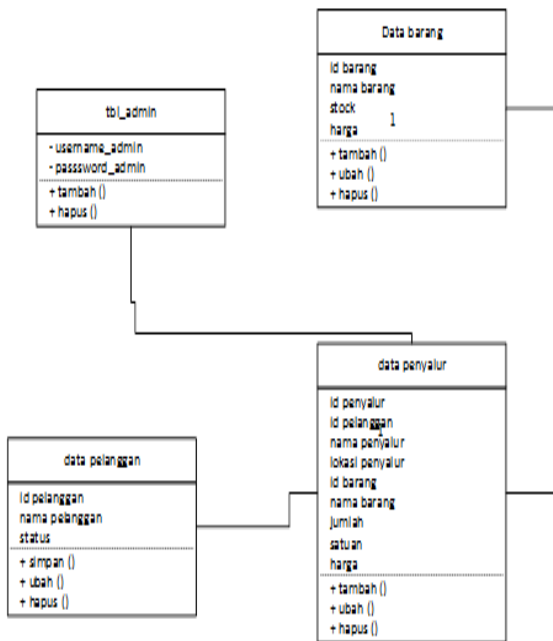 Data barang
id barang
nama barang
stock
harga
1
+ tambah ()
+ ubah ()
+ hapus ()
tbl_admin
- username_admin
- passsword_admin
+ tambah ()
+ hapus ()
data penyalur
id penyalur
id pelanggan
1
nama penyalur
lokasi penyalur
id barang
nama barang
jumlah
satuan
harga
+ tambah ()
+ ubah ()
+ hapus ()
data pelanggan
id pelanggan
nama pelanggan
status
+ simpan ()
+ ubah ()
+ hapus ()